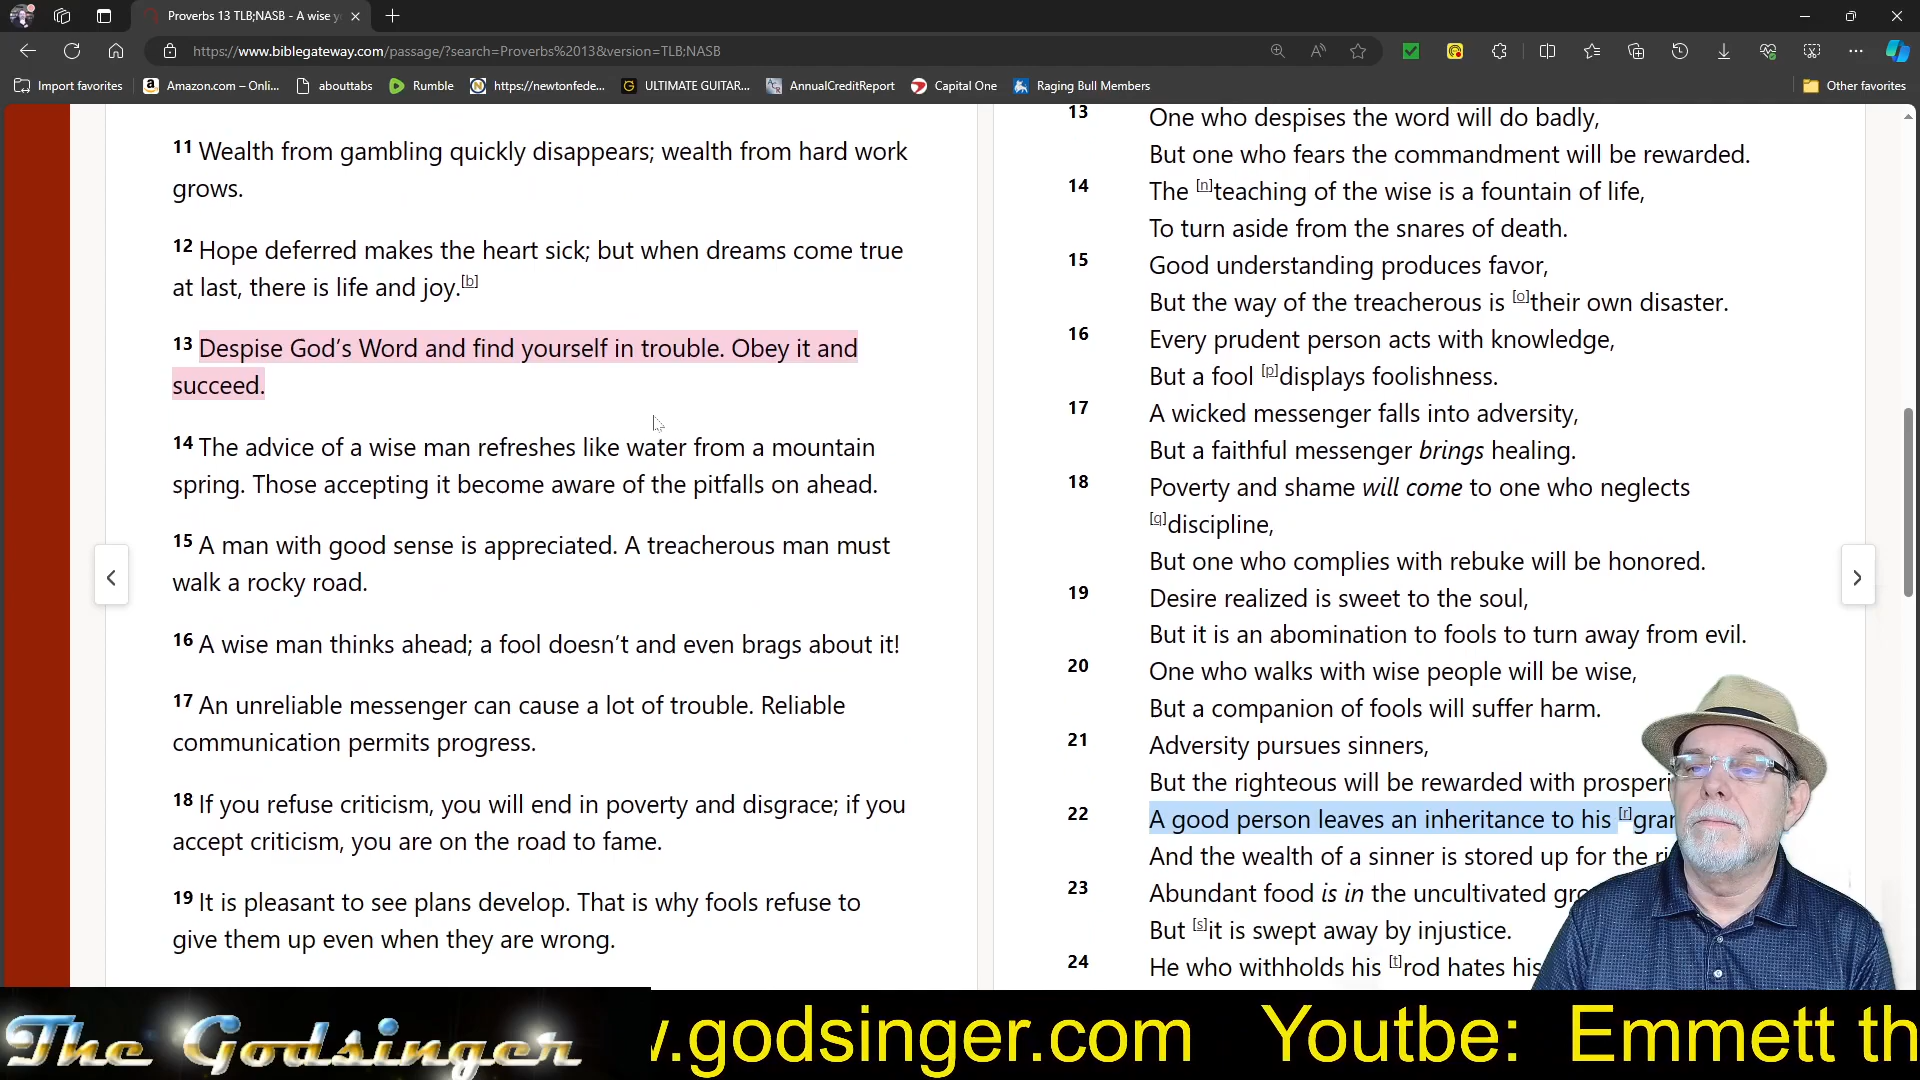 Proverbs 13 TLB;NASB - A wise y
https://www.biblegateway.com/passage/?search=Proverbs%2013&version=TLB;NASB
Import favorites
Amazon.com – Onli...
abouttabs
Rumble
https://newtonfede...
ULTIMATE GUITAR...
AnnualCreditReport
Capital One
Raging Bull Members
Other favorites
11 Wealth from gambling quickly disappears; wealth from hard work
grows.
12 Hope deferred makes the heart sick; but when dreams come true
at last, there is life and joy.[b]
13 Despise God’s Word and find yourself in trouble. Obey it and
succeed.
14 The advice of a wise man refreshes like water from a mountain
spring. Those accepting it become aware of the pitfalls on ahead.
15 A man with good sense is appreciated. A treacherous man must
walk a rocky road.
16 A wise man thinks ahead; a fool doesn’t and even brags about it!
17 An unreliable messenger can cause a lot of trouble. Reliable
communication permits progress.
18 If you refuse criticism, you will end in poverty and disgrace; if you
accept criticism, you are on the road to fame.
19 It is pleasant to see plans develop. That is why fools refuse to
give them up even when they are wrong.
13 One who despises the word will do badly,
But one who fears the commandment will be rewarded.
14 The [n]teaching of the wise is a fountain of life,
To turn aside from the snares of death.
15 Good understanding produces favor,
But the way of the treacherous is [o]their own disaster.
16 Every prudent person acts with knowledge,
But a fool [p]displays foolishness.
17 A wicked messenger falls into adversity,
But a faithful messenger brings healing.
18 Poverty and shame will come to one who neglects
[q]discipline,
But one who complies with rebuke will be honored.
19 Desire realized is sweet to the soul,
But it is an abomination to fools to turn away from evil.
20 One who walks with wise people will be wise,
But a companion of fools will suffer harm.
21 Adversity pursues sinners,
But the righteous will be rewarded with prosperi
22 A good person leaves an inheritance to his [r]gran
And the wealth of a sinner is stored up for the ri
23 Abundant food is in the uncultivated gro
But [s]it is swept away by injustice.
24 He who withholds his [t]rod hates his
The Godsinger
w.godsinger.com Youtbe: Emmett th